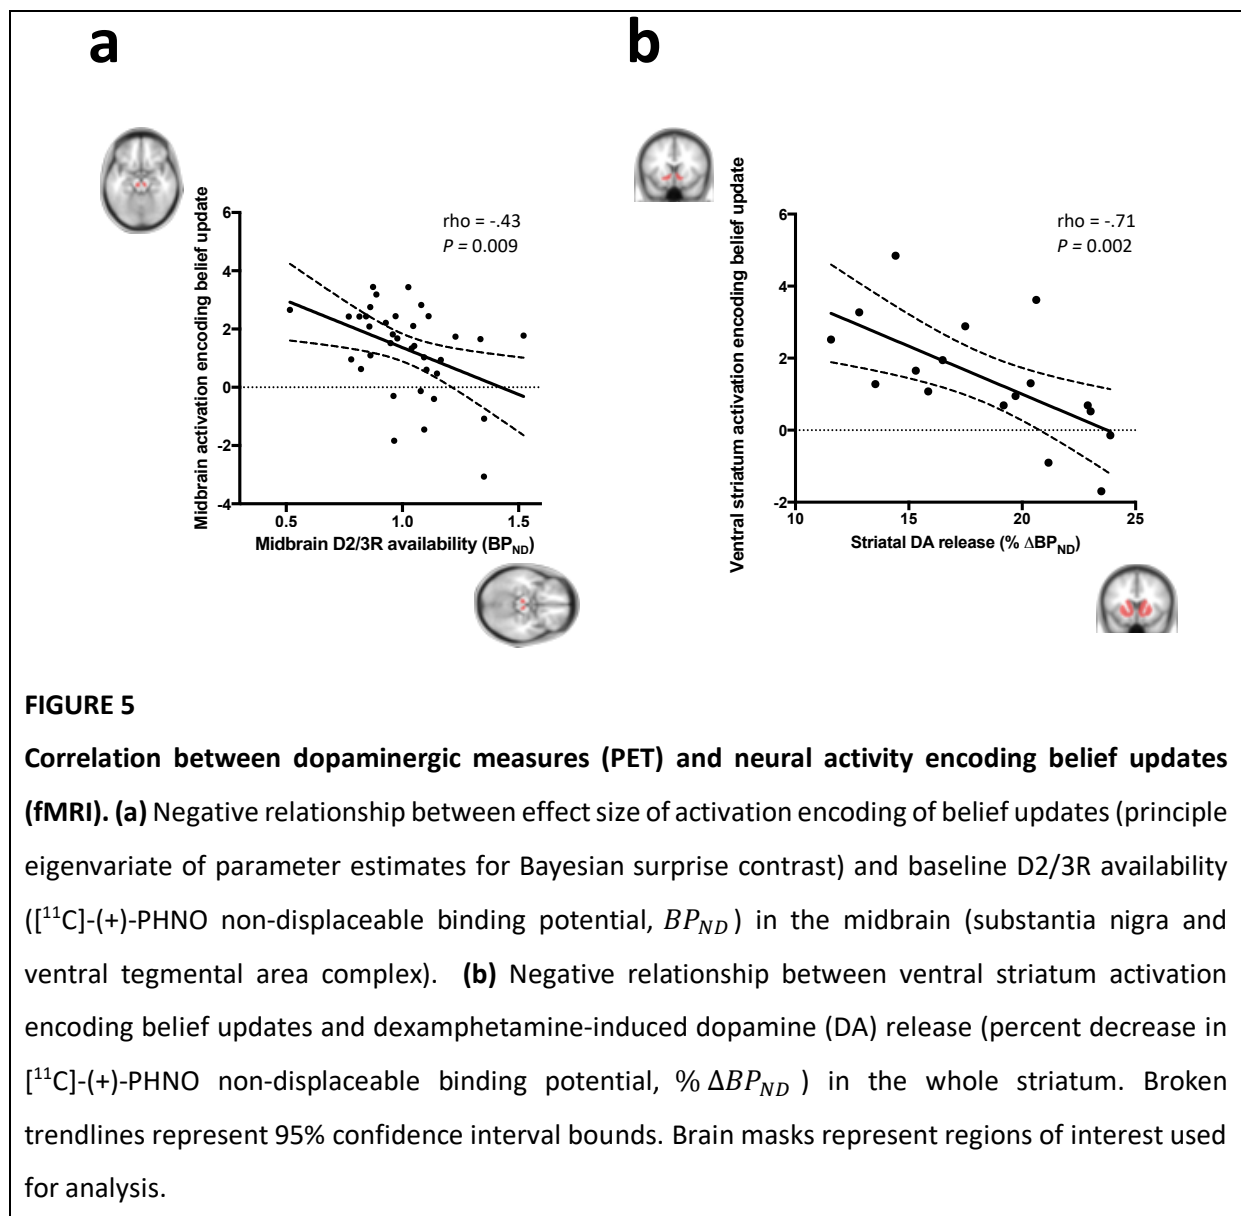 a
b
Midbrain activation encoding belief update
6
4
2
0
-2
-4
rho = -.43
P = 0.009
0.5
1.0
1.5
Midbrain D2/3R availability (BPND)
Ventral striatum activation encoding belief update
6
4
2
0
-2
rho = -.71
P = 0.002
10
15
20
25
Striatal DA release (% ΔBPND)
FIGURE 5
Correlation between dopaminergic measures (PET) and neural activity encoding belief updates
(fMRI). (a) Negative relationship between effect size of activation encoding of belief updates (principle
eigenvariate of parameter estimates for Bayesian surprise contrast) and baseline D2/3R availability
([11C]-(+)-PHNO non-displaceable binding potential, BPND) in the midbrain (substantia nigra and
ventral tegmental area complex). (b) Negative relationship between ventral striatum activation
encoding belief updates and dexamphetamine-induced dopamine (DA) release (percent decrease in
[11C]-(+)-PHNO non-displaceable binding potential, % ΔBPND ) in the whole striatum. Broken
trendlines represent 95% confidence interval bounds. Brain masks represent regions of interest used
for analysis.